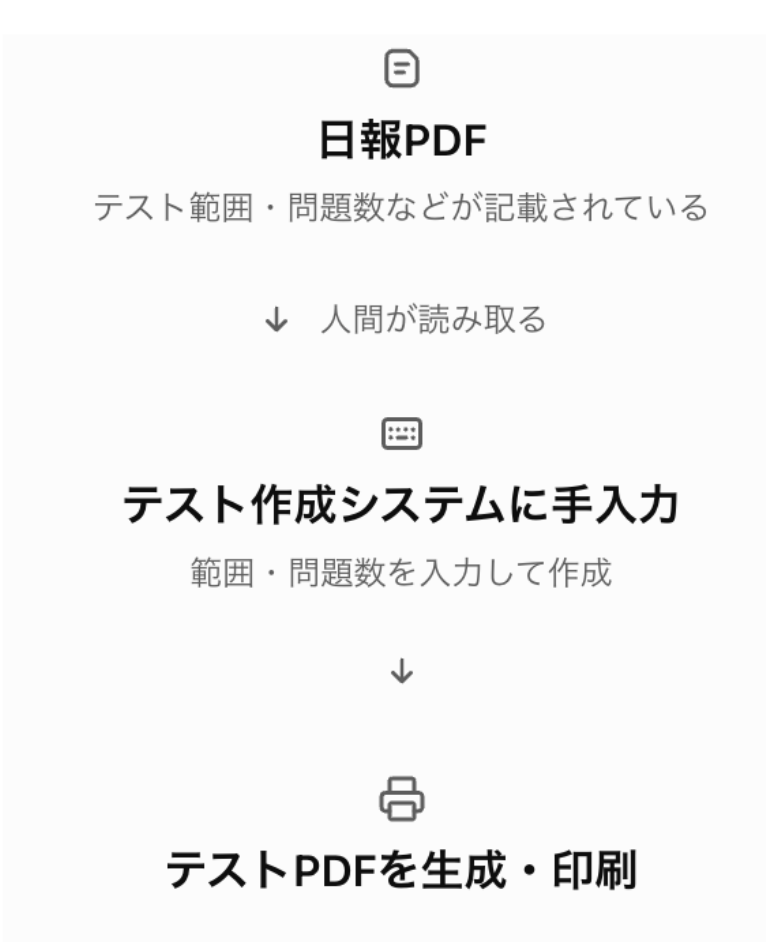 日報PDF
テスト範囲・問題数などが記載されている
↓ 人間が読み取る
テスト作成システムに手入力
範囲・問題数を入力して作成
↓
テストPDFを生成・印刷